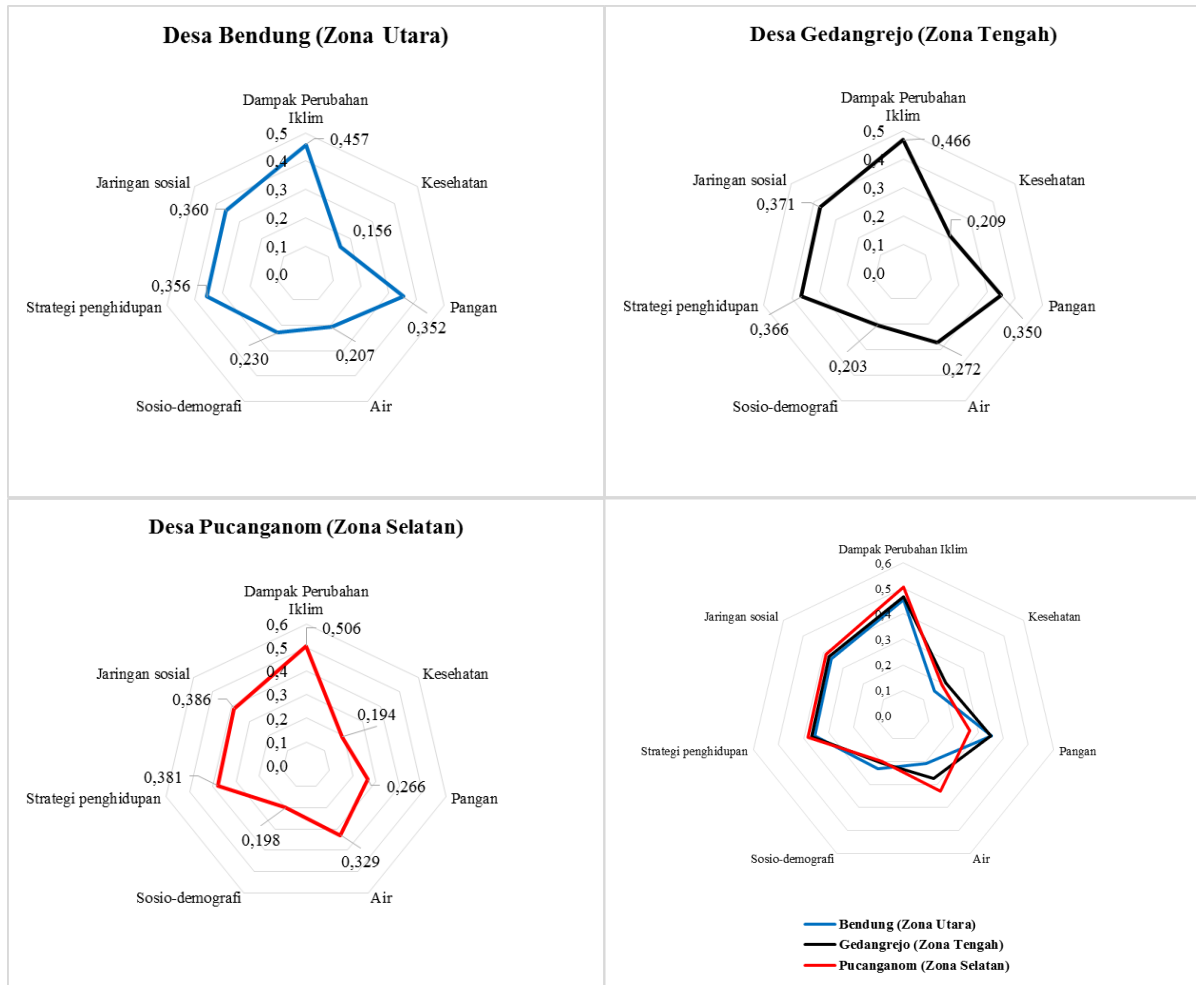 Desa Bendung (Zona Utara)
Dampak Perubahan
Iklim
0,5
0,457
0,4
Jaringan sosial
Kesehatan
0,360
0,3
0,2
0,156
0,1
0,0
0,356
Strategi penghidupan
Pangan
0,352
0,230
0,207
Sosio-demografi
Air
Desa Gedangrejo (Zona Tengah)
Dampak Perubahan
Iklim
0,5
0,466
0,4
Jaringan sosial
Kesehatan
0,371
0,3
0,2
0,209
0,1
0,0
Strategi penghidupan
Pangan
0,366
0,350
0,203
0,272
Sosio-demografi
Air
Desa Pucanganom (Zona Selatan)
Dampak Perubahan
Iklim
0,6
0,506
0,5
Jaringan sosial
Kesehatan
0,4
0,386
0,3
0,2
0,194
0,1
0,0
0,381
0,266
Strategi penghidupan
Pangan
0,198
0,329
Sosio-demografi
Air
Dampak Perubahan Iklim
0,6
0,5
Jaringan sosial
Kesehatan
0,4
0,3
0,2
0,1
0,0
Strategi penghidupan
Pangan
Sosio-demografi
Air
Bendung (Zona Utara)
Gedangrejo (Zona Tengah)
Pucanganom (Zona Selatan)